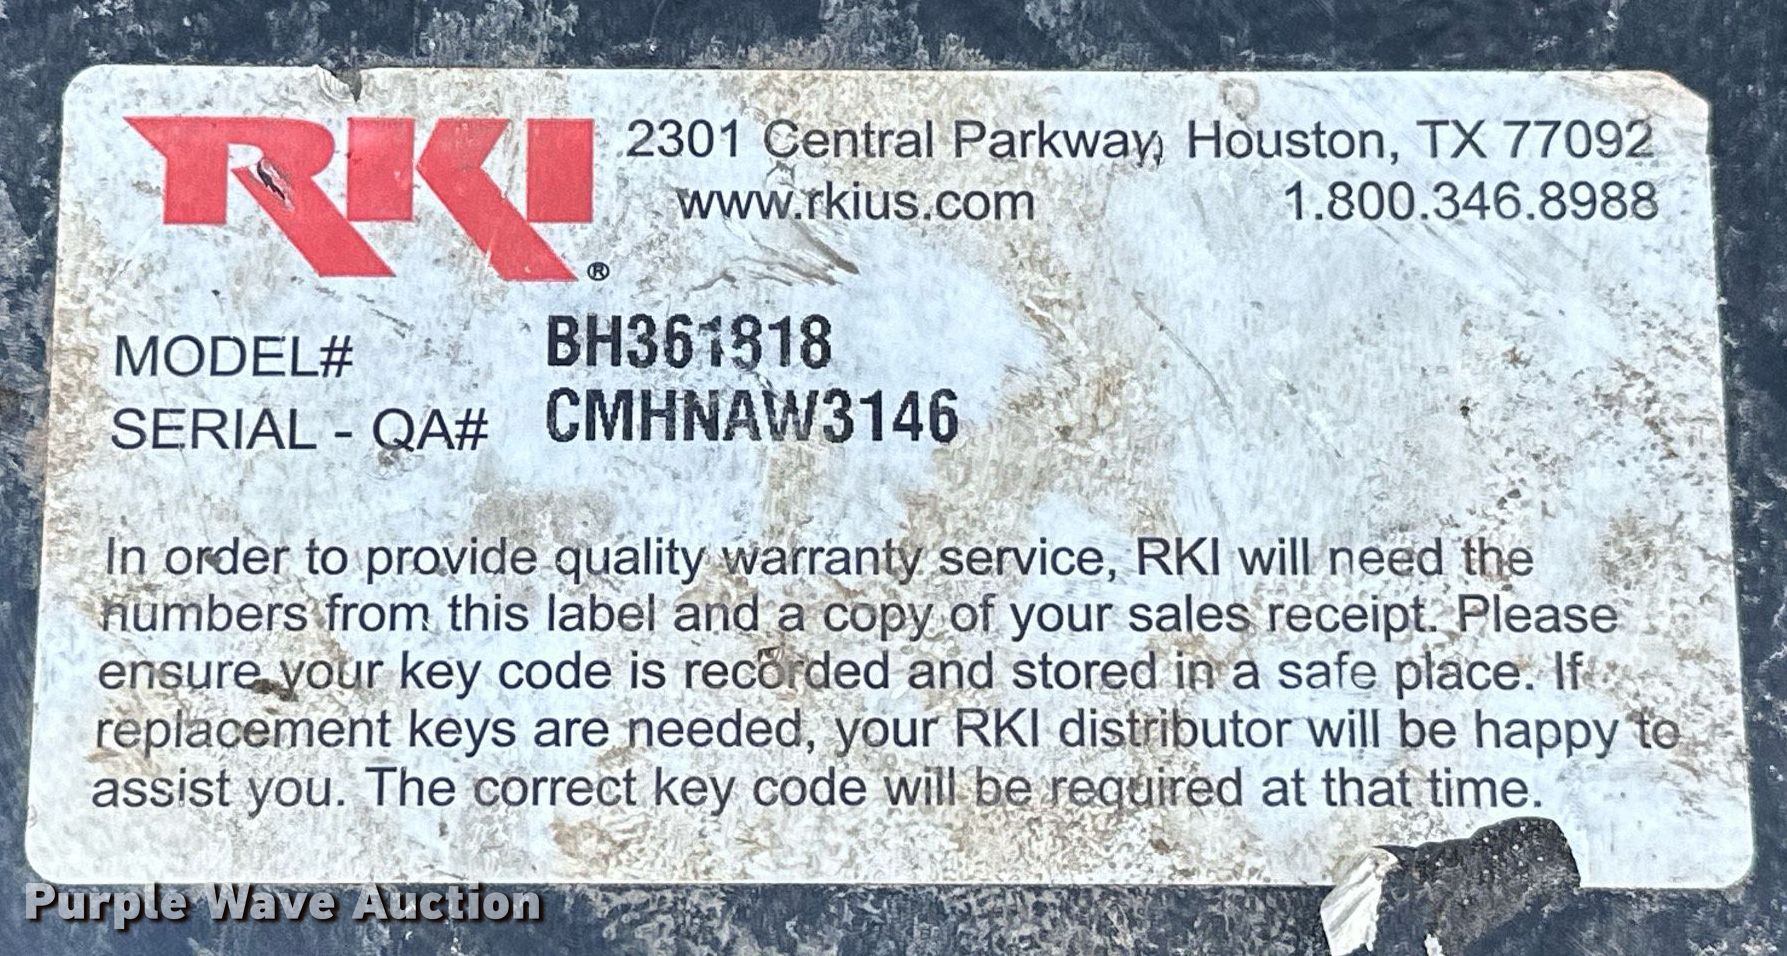 RKI®
2301 Central Parkway, Houston, TX 77092
www.rkius.com 1.800.346.8988
MODEL# BH361818
SERIAL - QA# CMHNAW3146
In order to provide quality warranty service, RKI will need the
numbers from this label and a copy of your sales receipt. Please
ensure your key code is recorded and stored in a safe place. If
replacement keys are needed, your RKI distributor will be happy to
assist you. The correct key code will be required at that time.
Purple Wave Auction